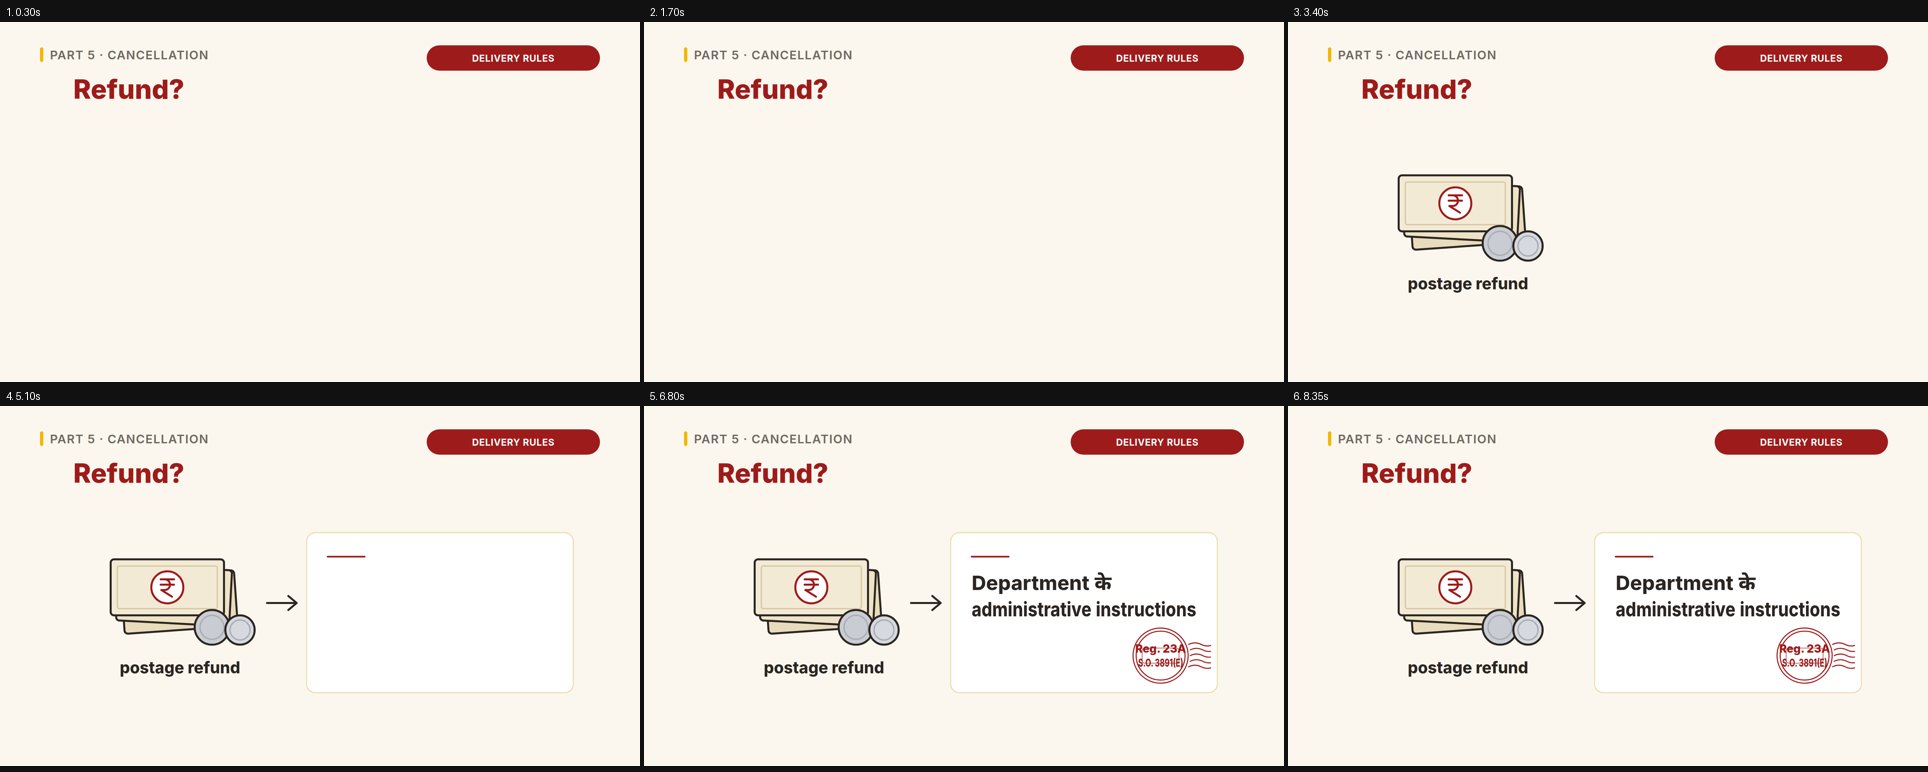 1. 0.30s
PART 5 · CANCELLATION
DELIVERY RULES
Refund?
2. 1.70s
PART 5 · CANCELLATION
DELIVERY RULES
Refund?
3. 3.40s
PART 5 · CANCELLATION
DELIVERY RULES
Refund?
₹
postage refund
4. 5.10s
PART 5 · CANCELLATION
DELIVERY RULES
Refund?
₹
postage refund
5. 6.80s
PART 5 · CANCELLATION
DELIVERY RULES
Refund?
₹
postage refund
Department के
administrative instructions
Reg. 23A
S.O. 3891(E)
6. 8.35s
PART 5 · CANCELLATION
DELIVERY RULES
Refund?
₹
postage refund
Department के
administrative instructions
Reg. 23A
S.O. 3891(E)